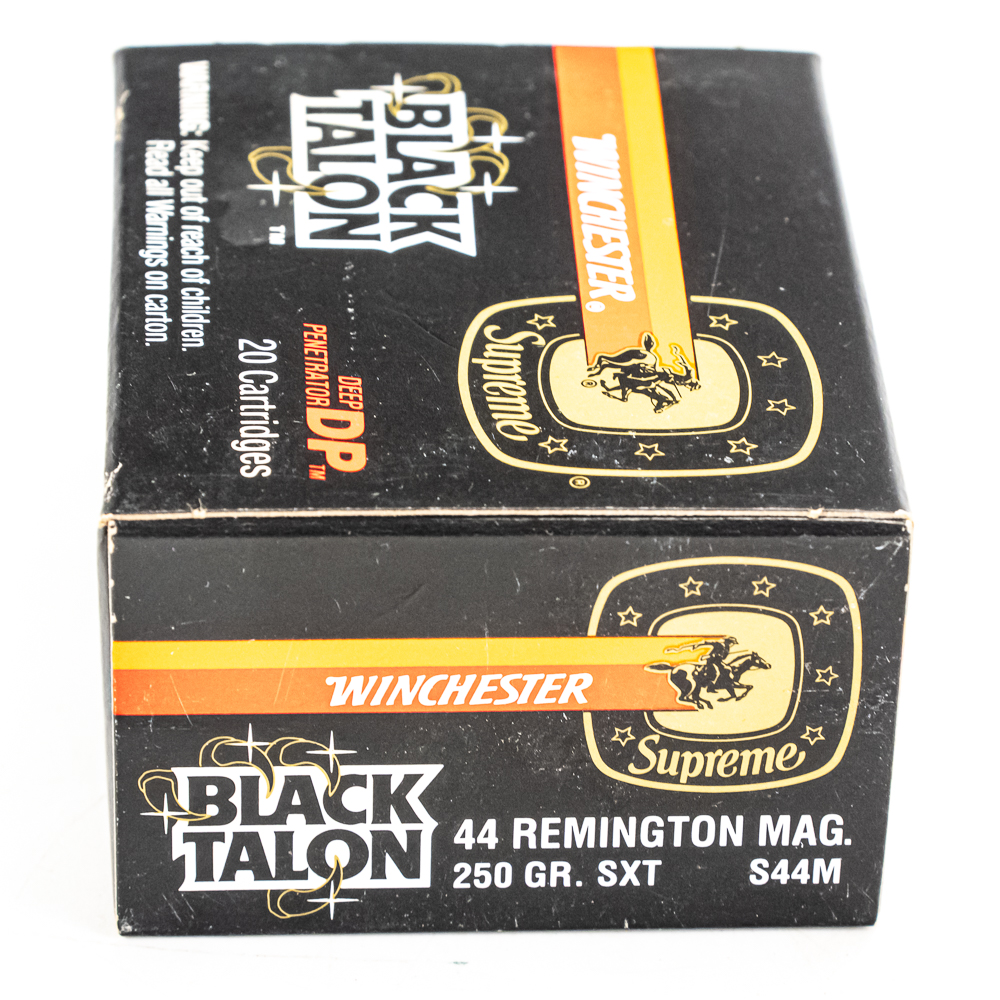 WINCHESTER®
Supreme
®
®
BLACK
TALON
TM
DEEP
PENETRATOR DP TM
20 Cartridges
WARNING: Keep out of reach of children.
Read all Warnings on carton.
WINCHESTER
Supreme
BLACK
TALON
44 REMINGTON MAG.
250 GR. SXT S44M